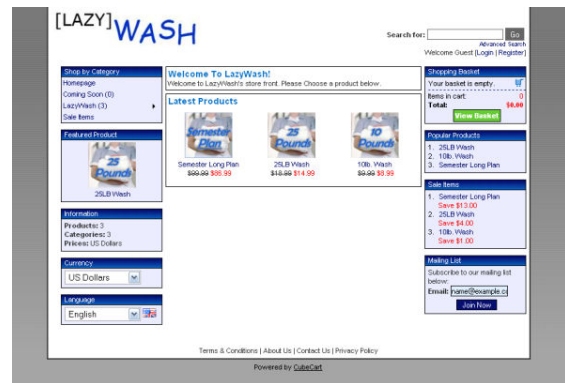 [LAZY] WASH
Search for:
Go
Advanced Search
Welcome Guest [Login | Register]
Shop by Category
Homepage
Coming Soon (0)
LazyWash (3)
Sale Items
Featured Product
25
Pounds
25LB Wash
Information
Products: 3
Categories: 3
Prices: US Dollars
Currency
US Dollars
Language
English
Welcome To LazyWash!
Welcome to LazyWash's store front. Please Choose a product below.
Latest Products
Semester
Plan
Semester Long Plan
$99.99 $86.99
25
Pounds
25LB Wash
$18.99 $14.99
10
Pounds
10lb. Wash
$9.99 $8.99
Shopping Basket
Your basket is empty.
Items in cart: 0
Total: $0.00
View Basket
Popular Products
1. 25LB Wash
2. 10lb. Wash
3. Semester Long Plan
Sale Items
1. Semester Long Plan
Save $13.00
2. 25LB Wash
Save $4.00
3. 10lb. Wash
Save $1.00
Mailing List
Subscribe to our mailing list
below:
Email: name@example.c
Join Now
Terms & Conditions | About Us | Contact Us | Privacy Policy
Powered by CubeCart